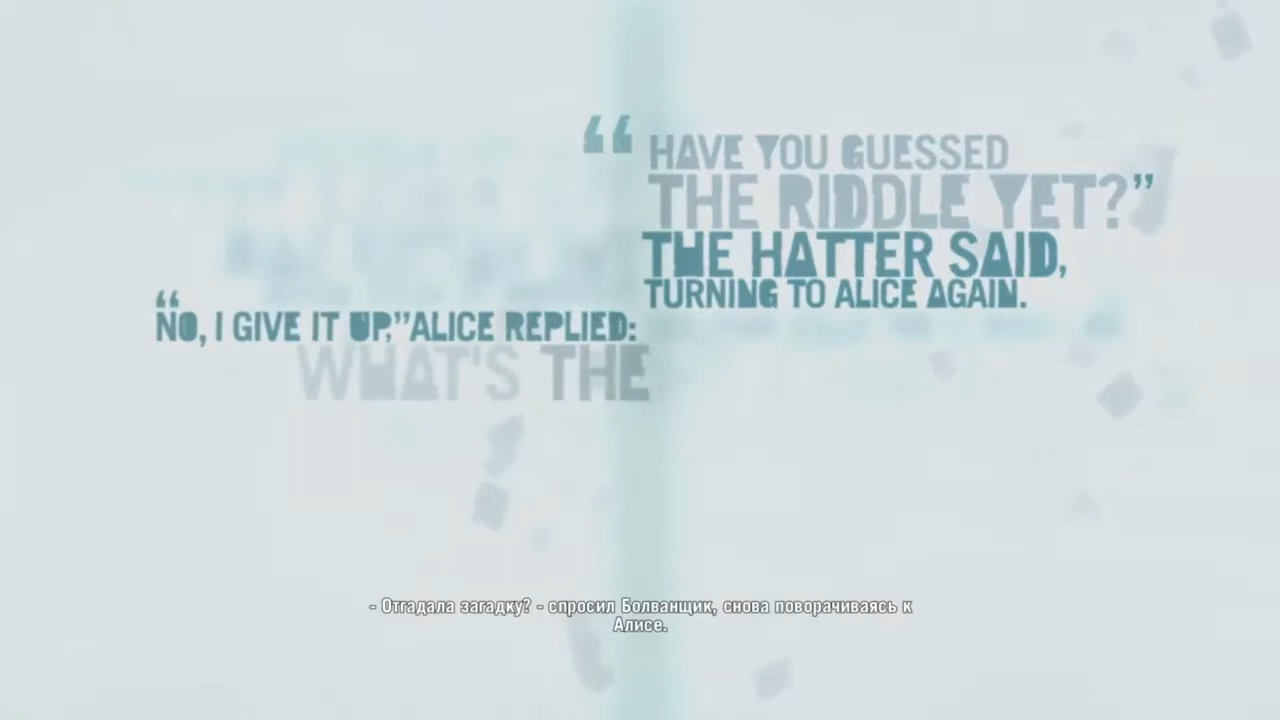 “ HAVE YOU GUESSED
THE RIDDLE YET?”
THE HATTER SAID,
TURNING TO ALICE AGAIN.
“NO, I GIVE IT UP,”ALICE REPLIED:
WHAT'S THE
- Отгадала загадку? - спросил Болванщик, снова поворачиваясь к
Алисе.